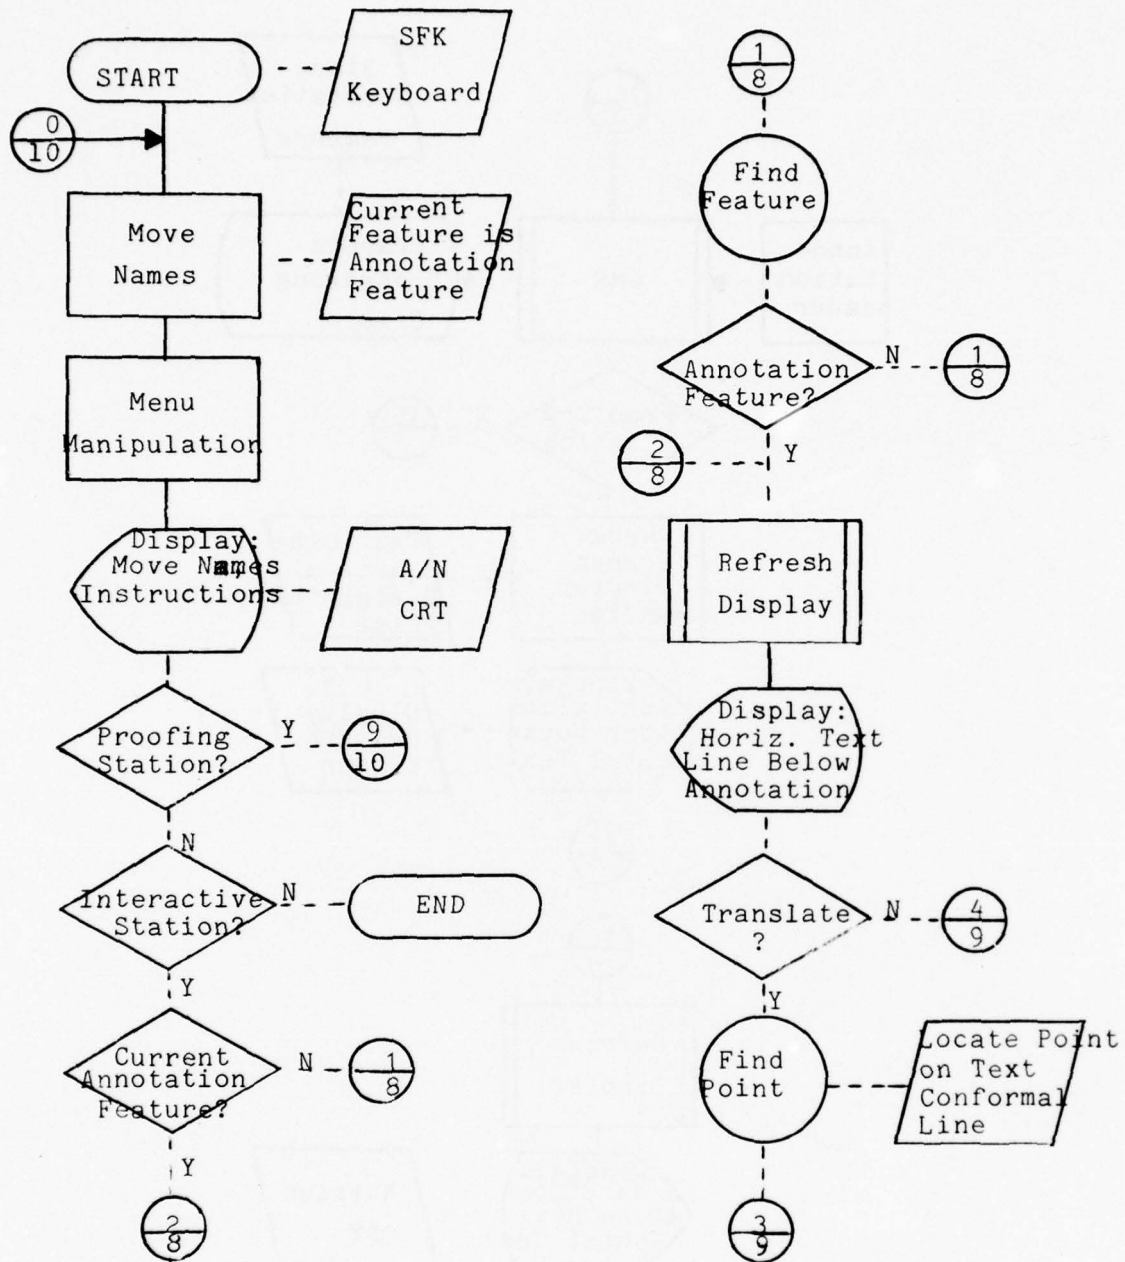 START
SFK
Keyboard
0
10
Move
Names
Current
Feature is
Annotation
Feature
Menu
Manipulation
Display:
Move Names
Instructions
A/N
CRT
Proofing
Station?
Y
9
10
N
Interactive
Station?
N
END
Y
Current
Annotation
Feature?
N
1
8
Y
2
8
1
8
Find
Feature
Annotation
Feature?
N
1
8
Y
2
8
Refresh
Display
Display:
Horiz. Text
Line Below
Annotation
Translate
?
N
4
9
Y
Find
Point
Locate Point
on Text
Conformal
Line
3
9